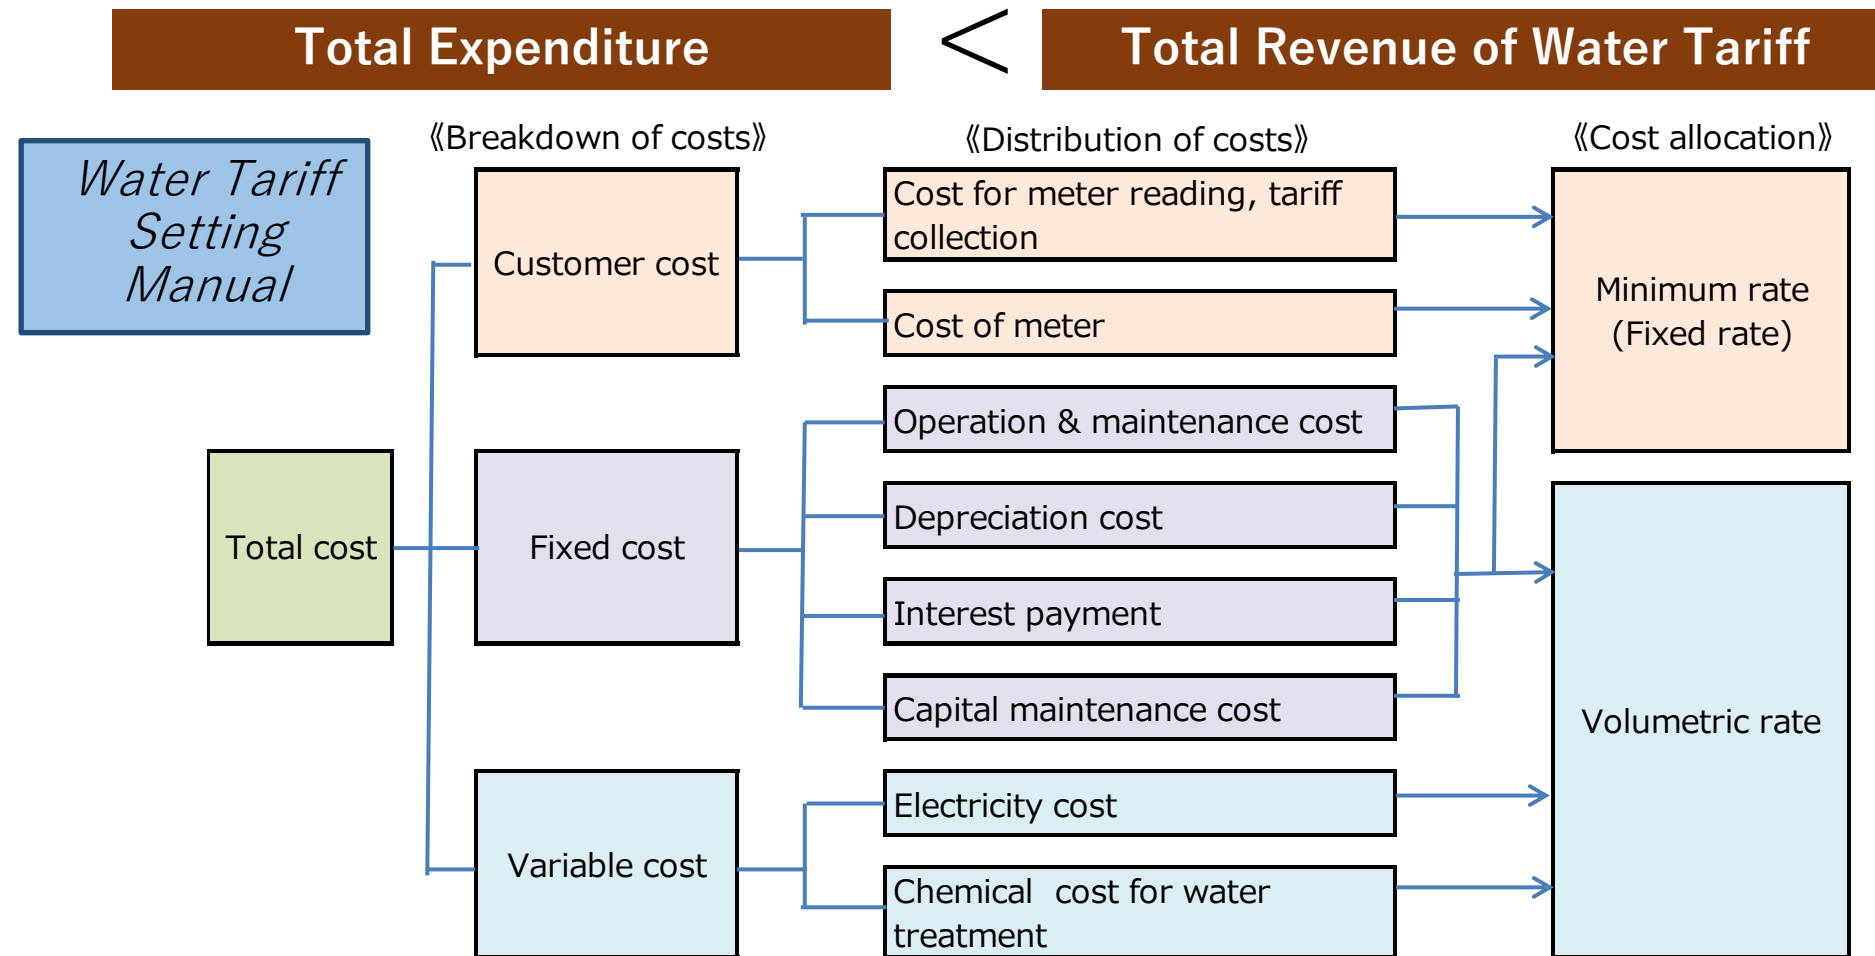 Total Expenditure
<
Total Revenue of Water Tariff
Water Tariff
Setting
Manual
《Breakdown of costs》
《Distribution of costs》
《Cost allocation》
Total cost
Customer cost
Fixed cost
Variable cost
Cost for meter reading, tariff
collection
Cost of meter
Operation & maintenance cost
Depreciation cost
Interest payment
Capital maintenance cost
Electricity cost
Chemical  cost for water
treatment
Minimum rate
(Fixed rate)
Volumetric rate